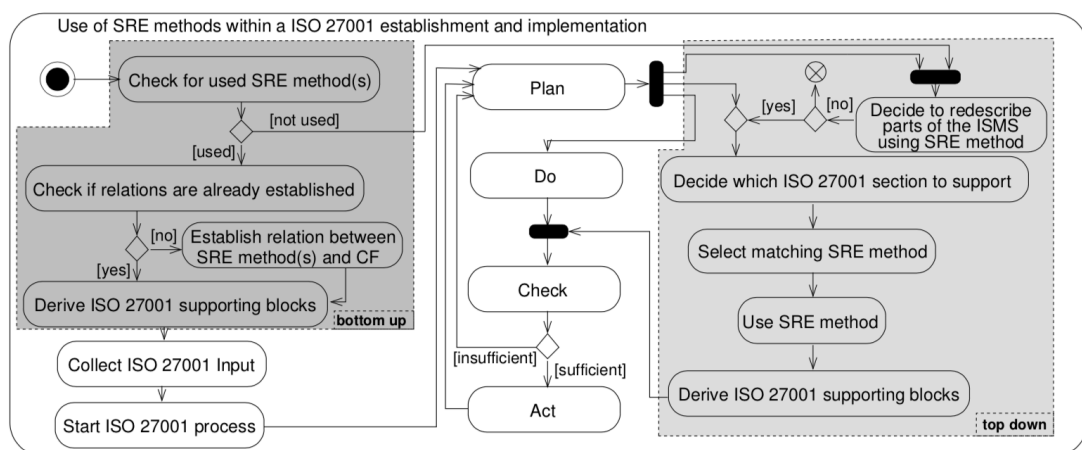 Use of SRE methods within a ISO 27001 establishment and implementation
Check for used SRE method(s)
[not used]
[used]
Check if relations are already established
[no]
Establish relation between
SRE method(s) and CF
[yes]
Derive ISO 27001 supporting blocks
bottom up
Collect ISO 27001 Input
Start ISO 27001 process
Plan
Do
Check
[insufficient]
[sufficient]
Act
[yes]
[no]
Decide to redescribe
parts of the ISMS
using SRE method
Decide which ISO 27001 section to support
Select matching SRE method
Use SRE method
Derive ISO 27001 supporting blocks
top down